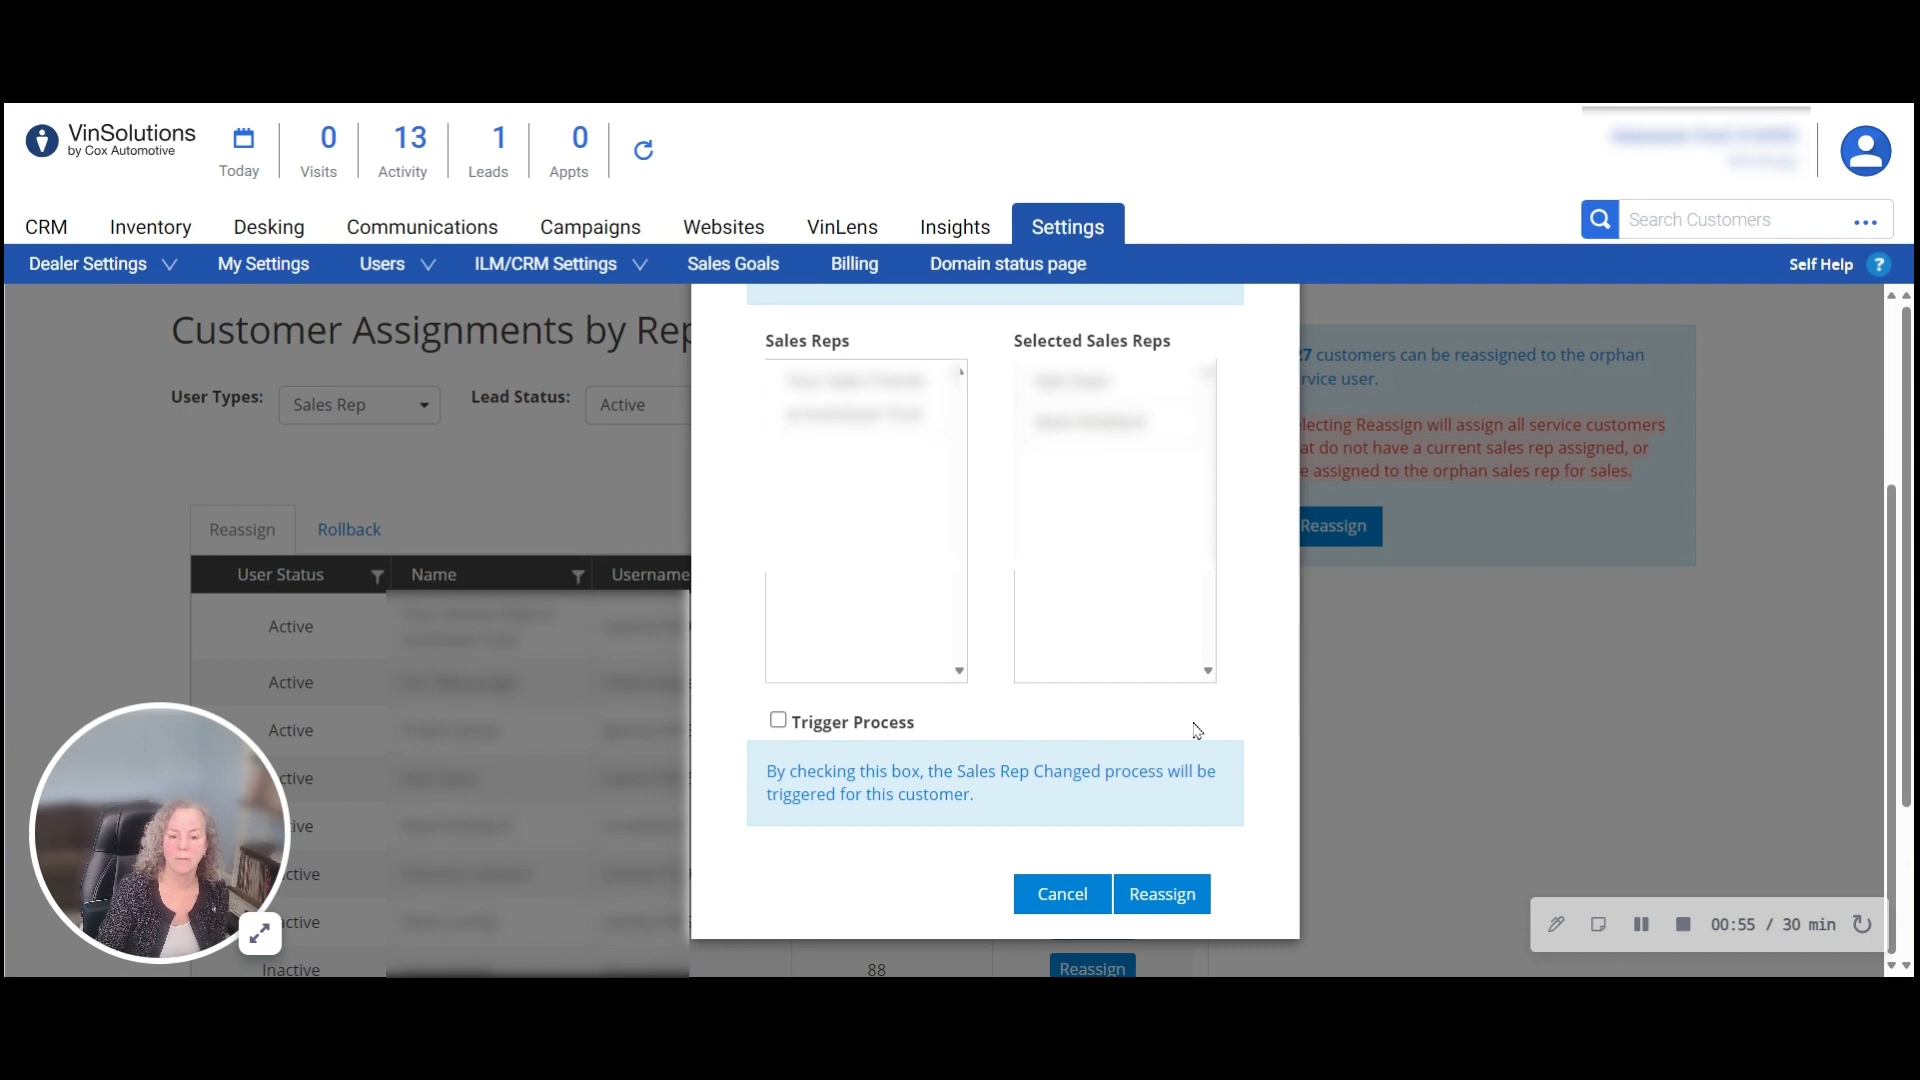 VinSolutions
by Cox Automotive
Today
0
Visits
13
Activity
1
Leads
0
Appts
CRM
Inventory
Desking
Communications
Campaigns
Websites
VinLens
Insights
Settings
Search Customers
Dealer Settings
My Settings
Users
ILM/CRM Settings
Sales Goals
Billing
Domain status page
Self Help
?
Customer Assignments by Rep
User Types:
Sales Rep
Lead Status:
Active
Reassign
Rollback
User Status
Name
Username
Active
Active
Active
ctive
tive
ctive
ctive
Inactive
88
Reassign
Sales Reps
Selected Sales Reps
Trigger Process
By checking this box, the Sales Rep Changed process will be
triggered for this customer.
Cancel
Reassign
27 customers can be reassigned to the orphan
rvice user.
lecting Reassign will assign all service customers
at do not have a current sales rep assigned, or
e assigned to the orphan sales rep for sales.
Reassign
00:55 / 30 min